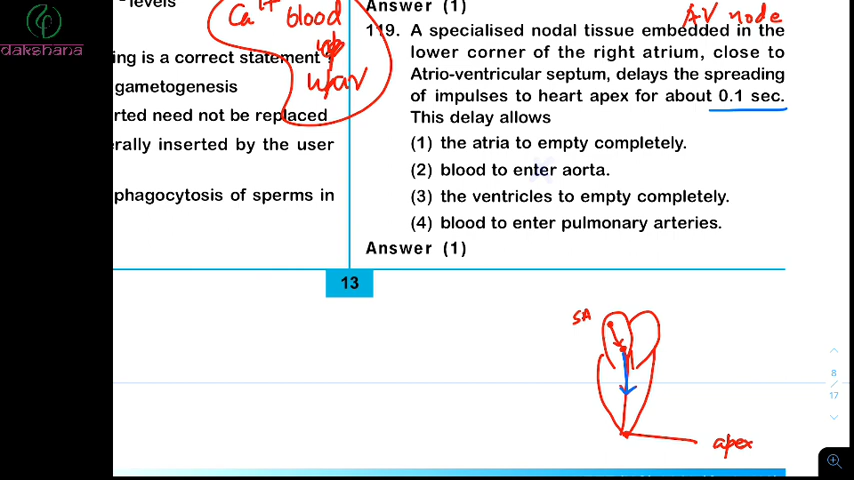 dakshana
levels
ing is a correct statement ?
gametogenesis
rted need not be replaced
erally inserted by the user
phagocytosis of sperms in
Ca blood
Answer (1)
AV node
119. A specialised nodal tissue embedded in the
lower corner of the right atrium, close to
Atrio-ventricular septum, delays the spreading
of impulses to heart apex for about 0.1 sec.
This delay allows
(1) the atria to empty completely.
(2) blood to enter aorta.
(3) the ventricles to empty completely.
(4) blood to enter pulmonary arteries.
Answer (1)
13
SA
apex
8
17